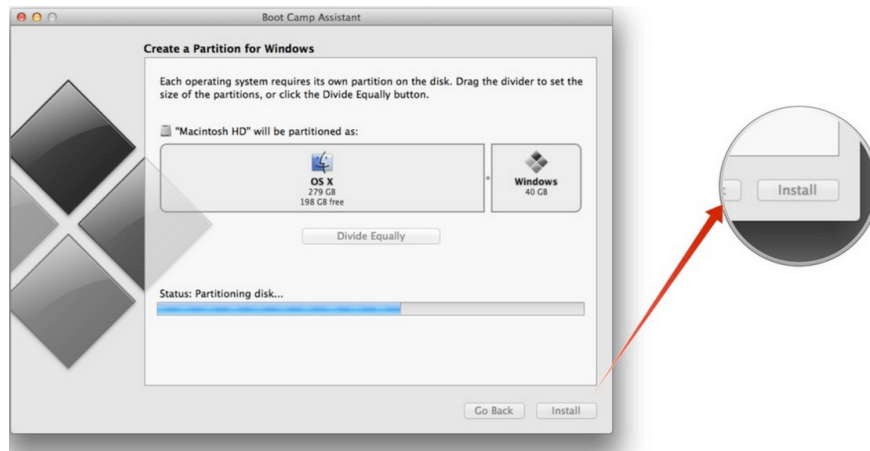 Boot Camp Assistant
Create a Partition for Windows
Each operating system requires its own partition on the disk. Drag the divider to set the
size of the partitions, or click the Divide Equally button.
"Macintosh HD" will be partitioned as:
OS X
279 GB
198 GB free
Windows
40 GB
Divide Equally
Status: Partitioning disk...
Go Back
Install
Install